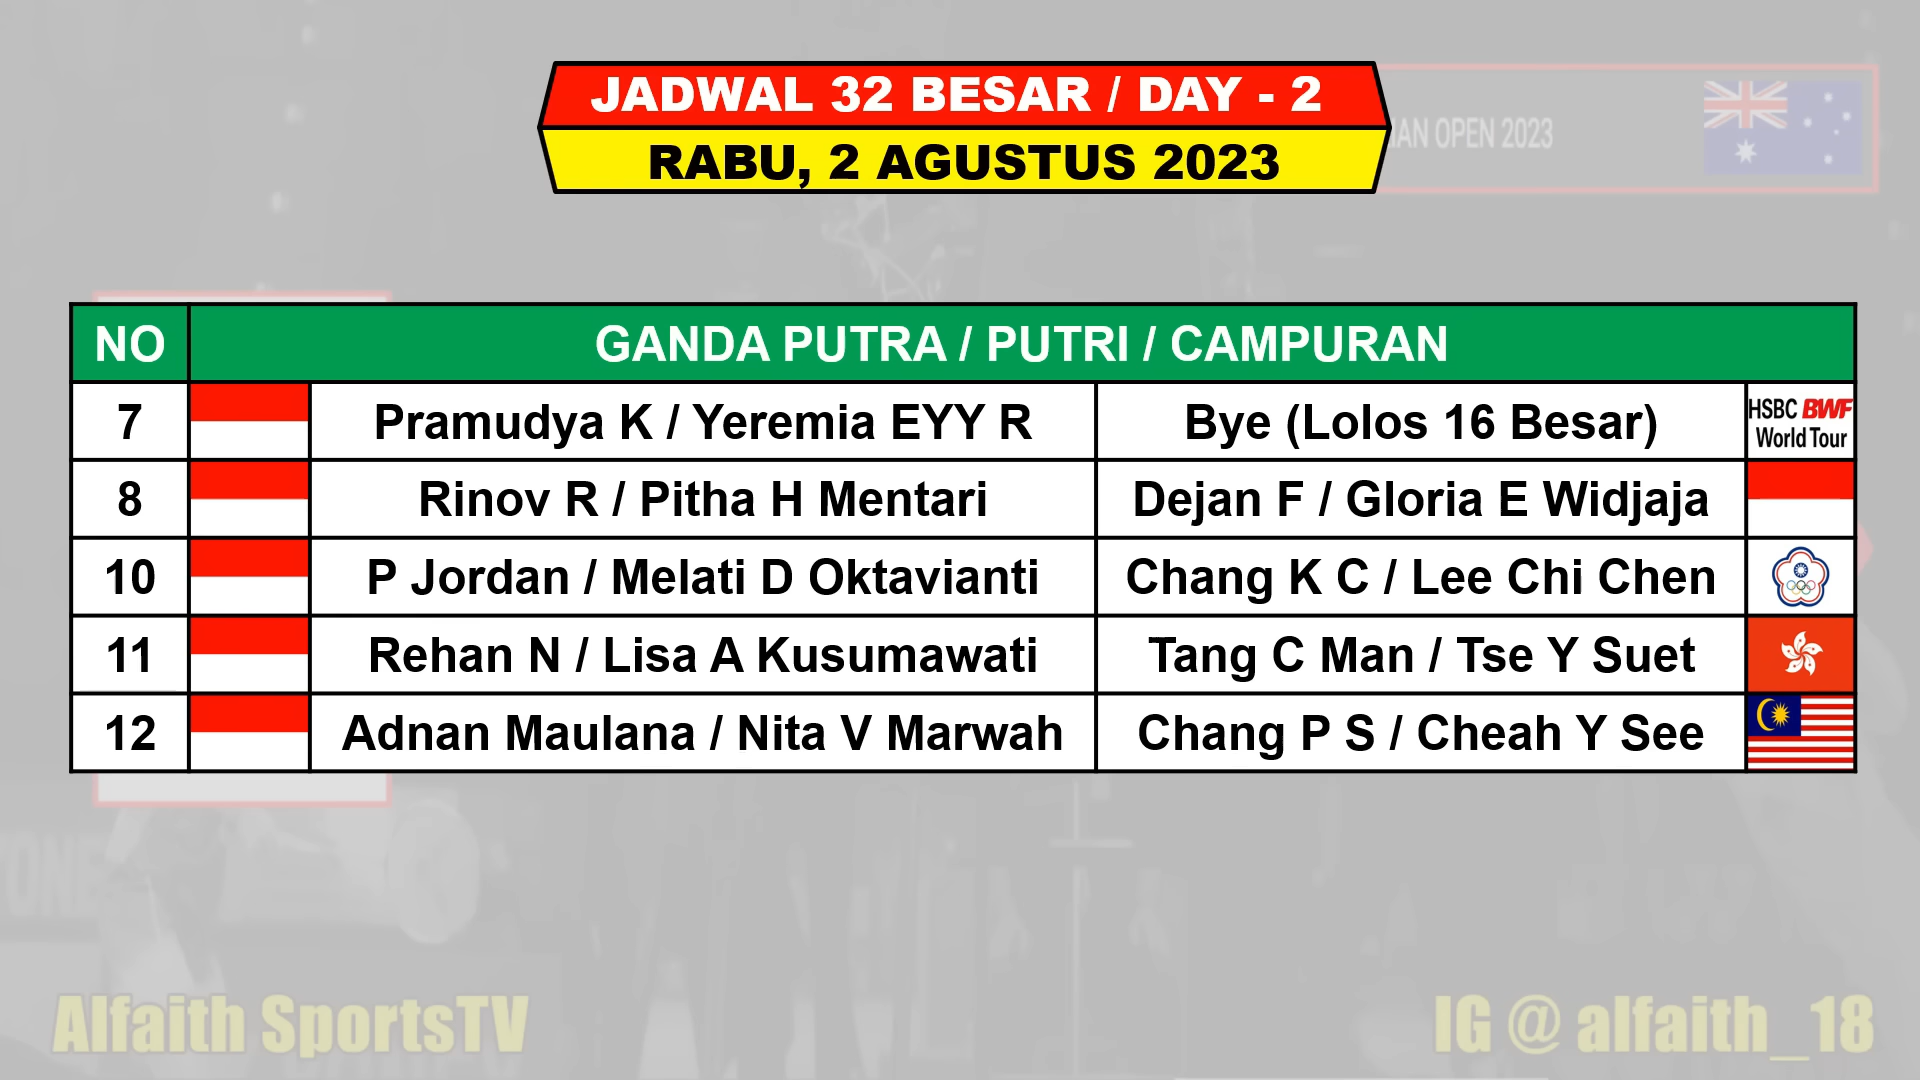 JADWAL 32 BESAR / DAY - 2
RABU, 2 AGUSTUS 2023
OPEN 2023
NO GANDA PUTRA / PUTRI / CAMPURAN
7 Pramudya K / Yeremia EYY R Bye (Lolos 16 Besar) HSBC BWF World Tour
8 Rinov R / Pitha H Mentari Dejan F / Gloria E Widjaja
10 P Jordan / Melati D Oktavianti Chang K C / Lee Chi Chen
11 Rehan N / Lisa A Kusumawati Tang C Man / Tse Y Suet
12 Adnan Maulana / Nita V Marwah Chang P S / Cheah Y See
Alfaith SportsTV
IG @ alfaith_18